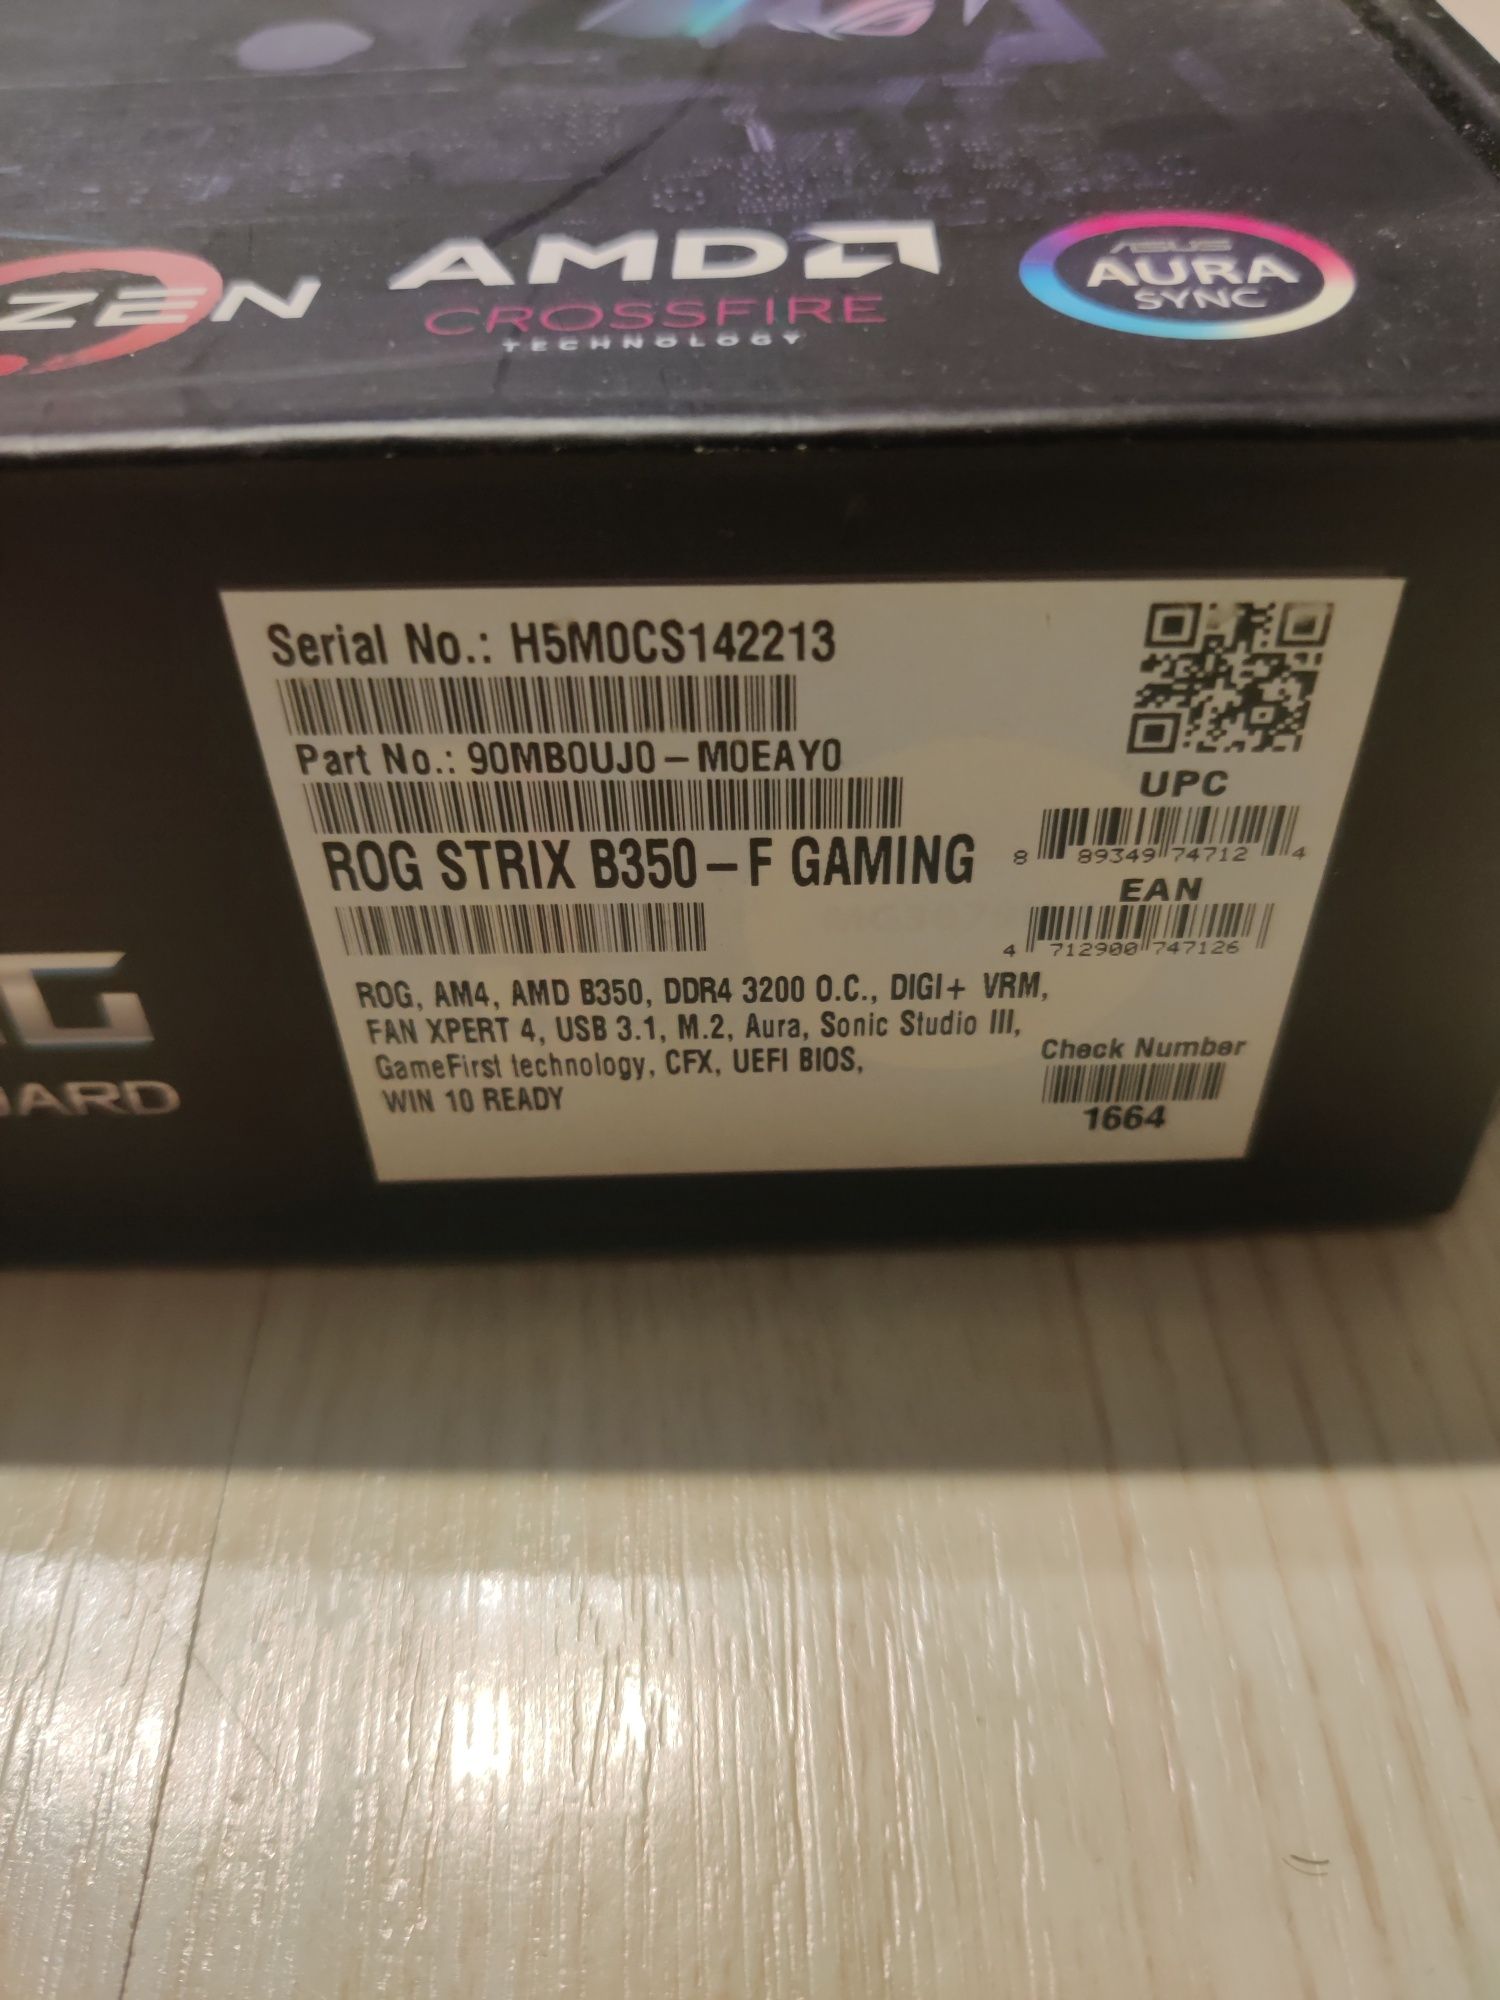 ZEN
AMD
CROSSFIRE
TECHNOLOGY
ASUS
AURA
SYNC
Serial No.: H5M0CS142213
Part No.: 90MB0UJ0-M0EAY0
ROG STRIX B350-F GAMING
ROG, AM4, AMD B350, DDR4 3200 O.C., DIGI+ VRM,
FAN XPERT 4, USB 3.1, M.2, Aura, Sonic Studio III,
GameFirst technology, CFX, UEFI BIOS,
WIN 10 READY
UPC
8 89349 74712 4
EAN
4 712900 747126
Check Number
1664
G
ARD